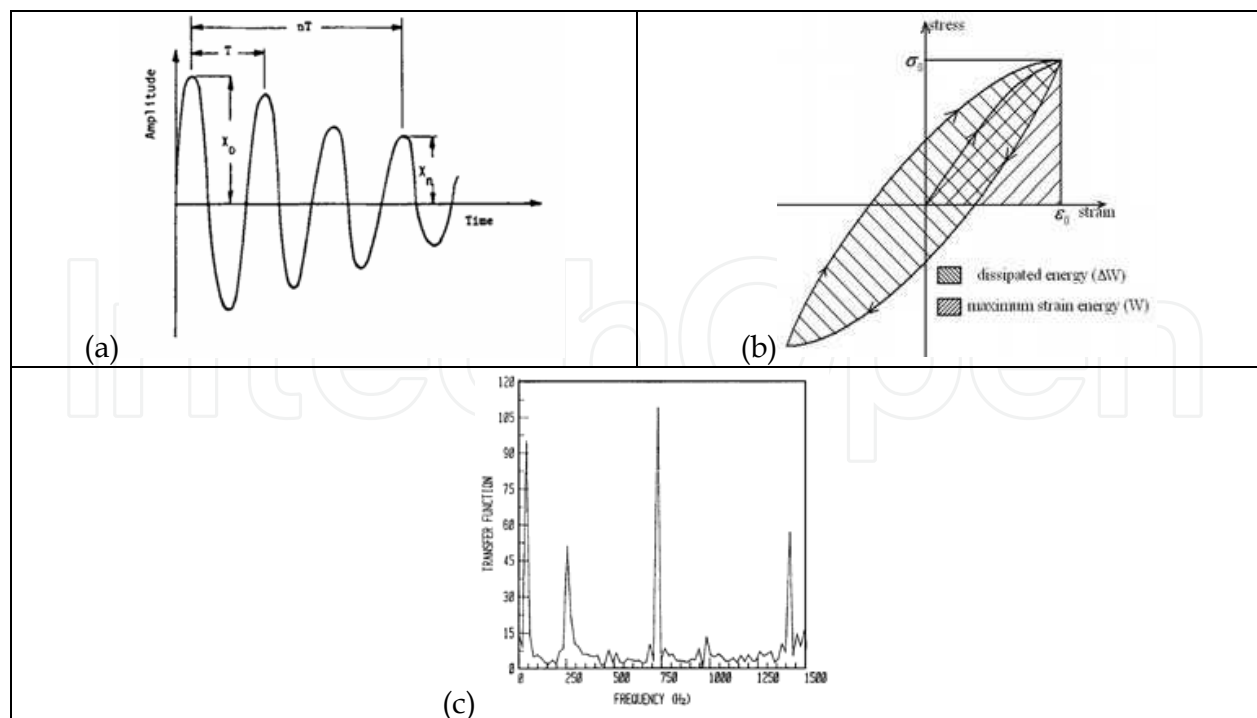 nT
T
Amplitude
X₀
Xₙ
Time
(a)
stress
σ₀
ε₀ strain
dissipated energy (ΔW)
maximum strain energy (W)
(b)
120
105
90
75
60
45
30
15
0
TRANSFER FUNCTION
0 250 500 750 1000 1250 1500
FREQUENCY (Hz)
(c)
IntechOpen